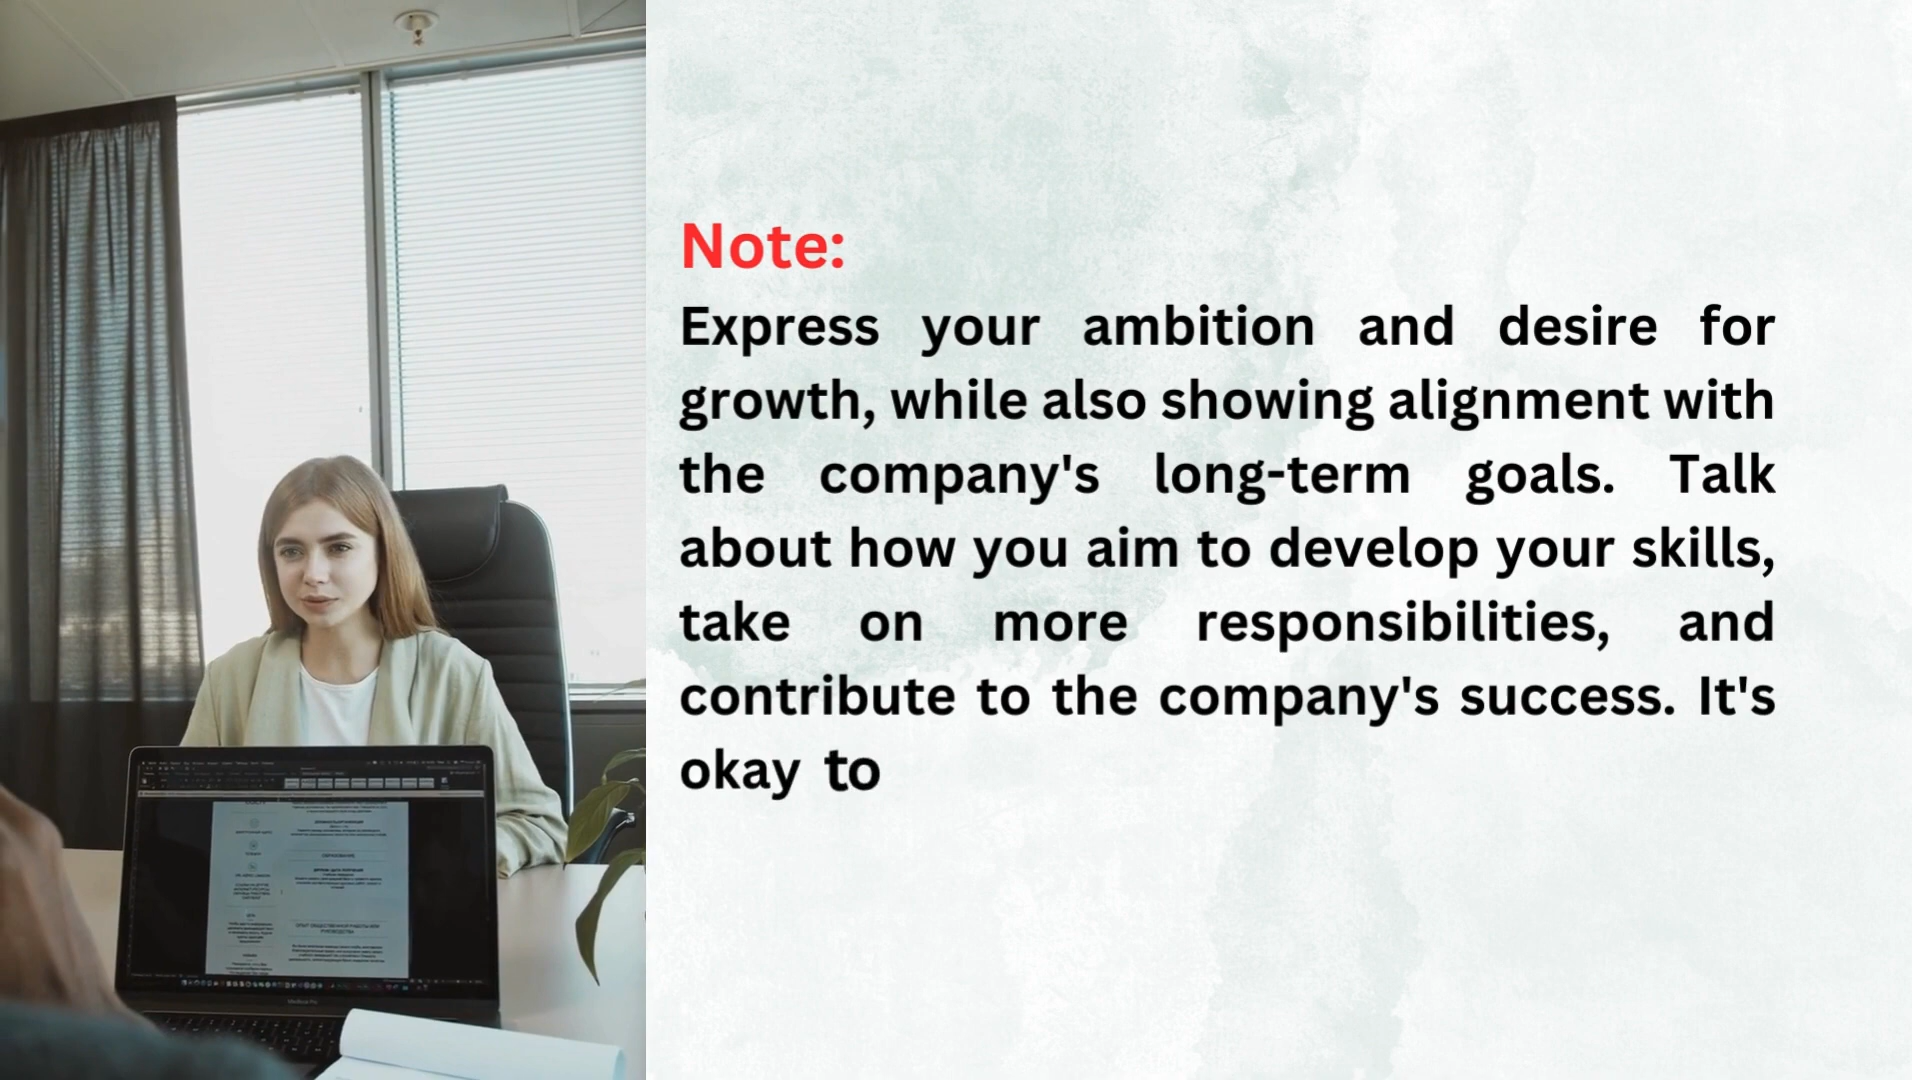 Note:
Express your ambition and desire for
growth, while also showing alignment with
the company's long-term goals. Talk
about how you aim to develop your skills,
take on more responsibilities, and
contribute to the company's success. It's
okay to